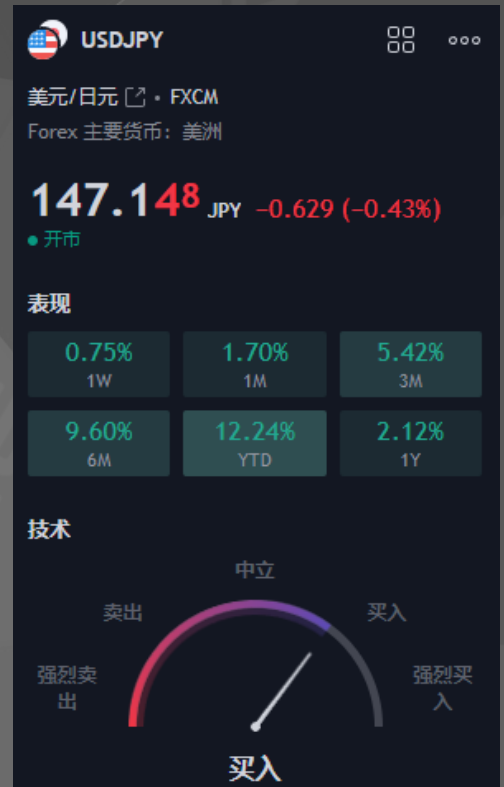 USDJPY
美元/日元 • FXCM
Forex 主要货币：美洲
147.148 JPY −0.629 (−0.43%)
开市
表现
0.75% 1.70% 5.42%
1W 1M 3M
9.60% 12.24% 2.12%
6M YTD 1Y
技术
中立
卖出 买入
强烈卖 强烈买
出 入
买入